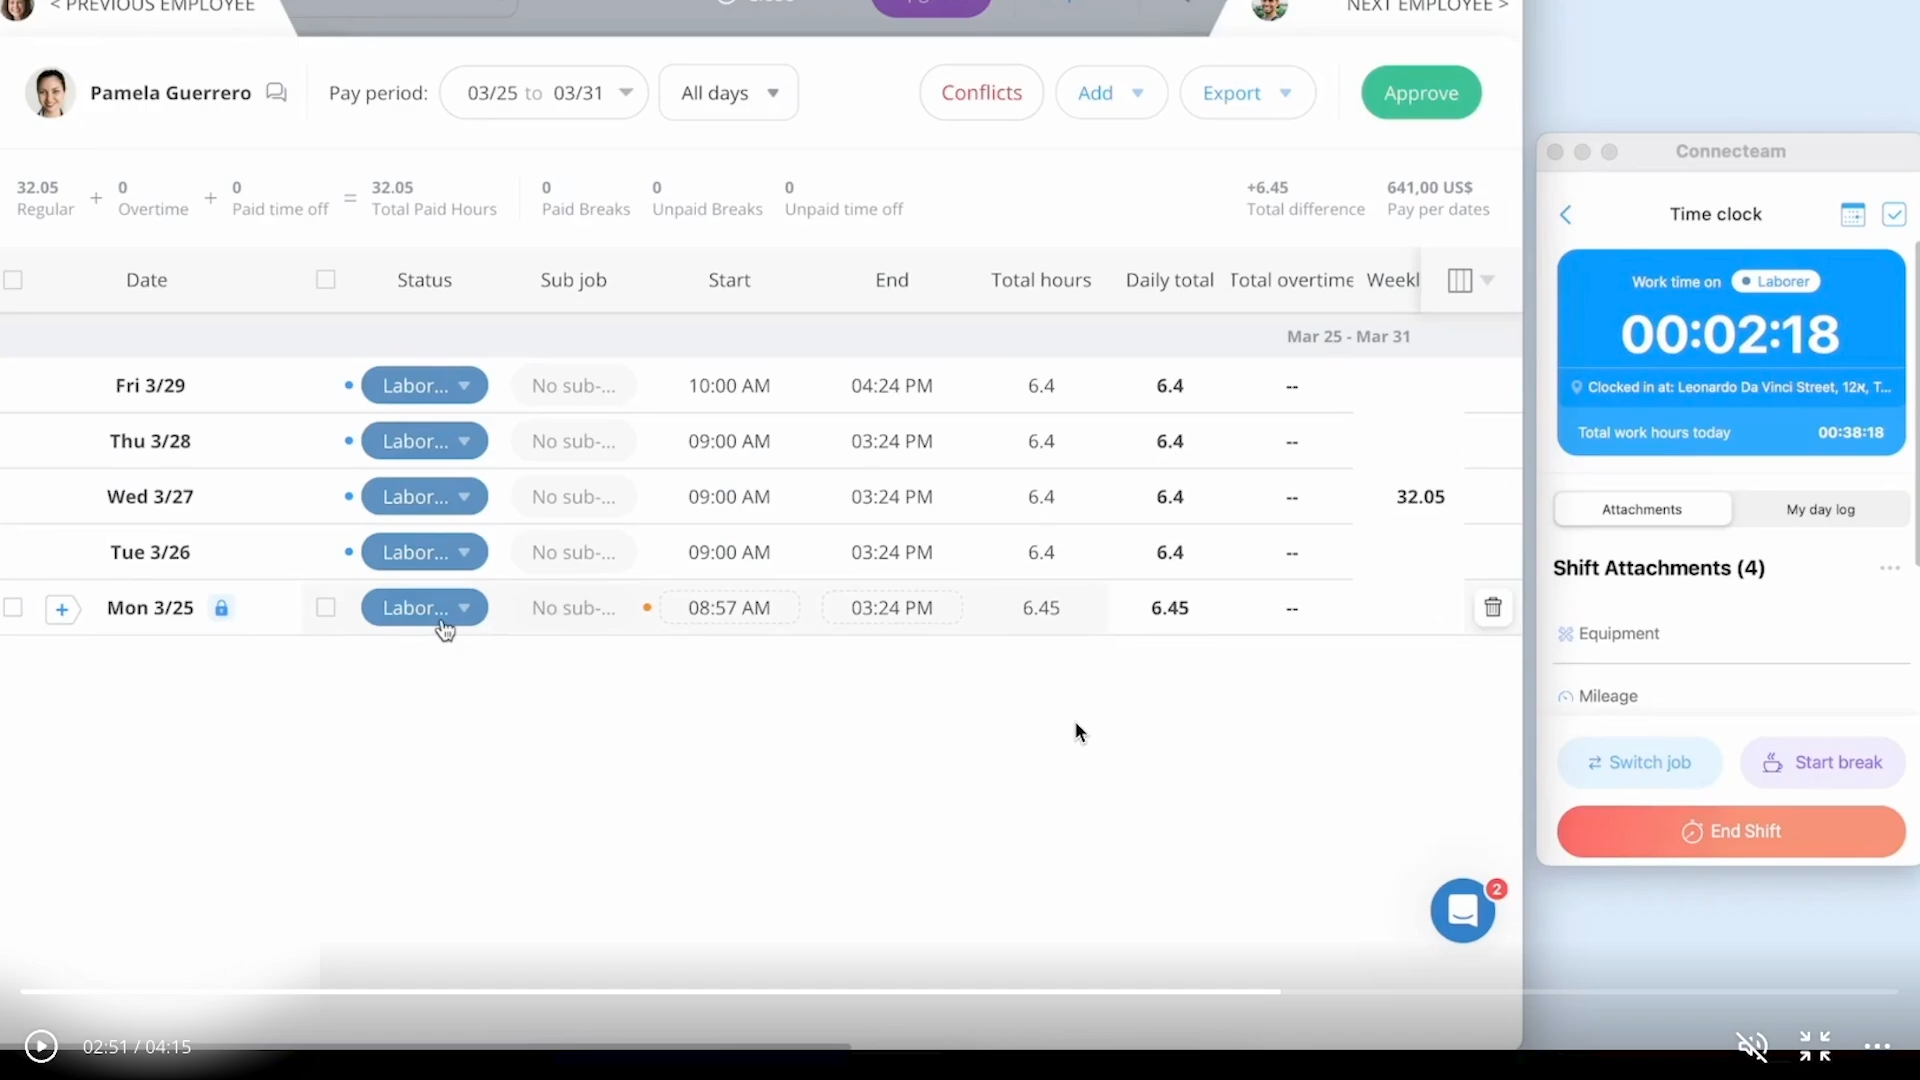 < PREVIOUS EMPLOYEE
NEXT EMPLOYEE >
Pamela Guerrero
Pay period:
03/25 to 03/31
All days
Conflicts
Add
Export
Approve
32.05 + 0 + 0 = 32.05 0 0 0 +6.45 641,00 US$
Regular Overtime Paid time off Total Paid Hours Paid Breaks Unpaid Breaks Unpaid time off Total difference Pay per dates
Date Status Sub job Start End Total hours Daily total Total overtime Weekl
Mar 25 - Mar 31
Fri 3/29 Labor... No sub-... 10:00 AM 04:24 PM 6.4 6.4 --
Thu 3/28 Labor... No sub-... 09:00 AM 03:24 PM 6.4 6.4 --
Wed 3/27 Labor... No sub-... 09:00 AM 03:24 PM 6.4 6.4 -- 32.05
Tue 3/26 Labor... No sub-... 09:00 AM 03:24 PM 6.4 6.4 --
Mon 3/25 Labor... No sub-... 08:57 AM 03:24 PM 6.45 6.45 --
2
Connecteam
Time clock
Work time on Laborer
00:02:18
Clocked in at: Leonardo Da Vinci Street, 12א, T...
Total work hours today 00:38:18
Attachments My day log
Shift Attachments (4)
Equipment
Mileage
Switch job
Start break
End Shift
02:51 / 04:15